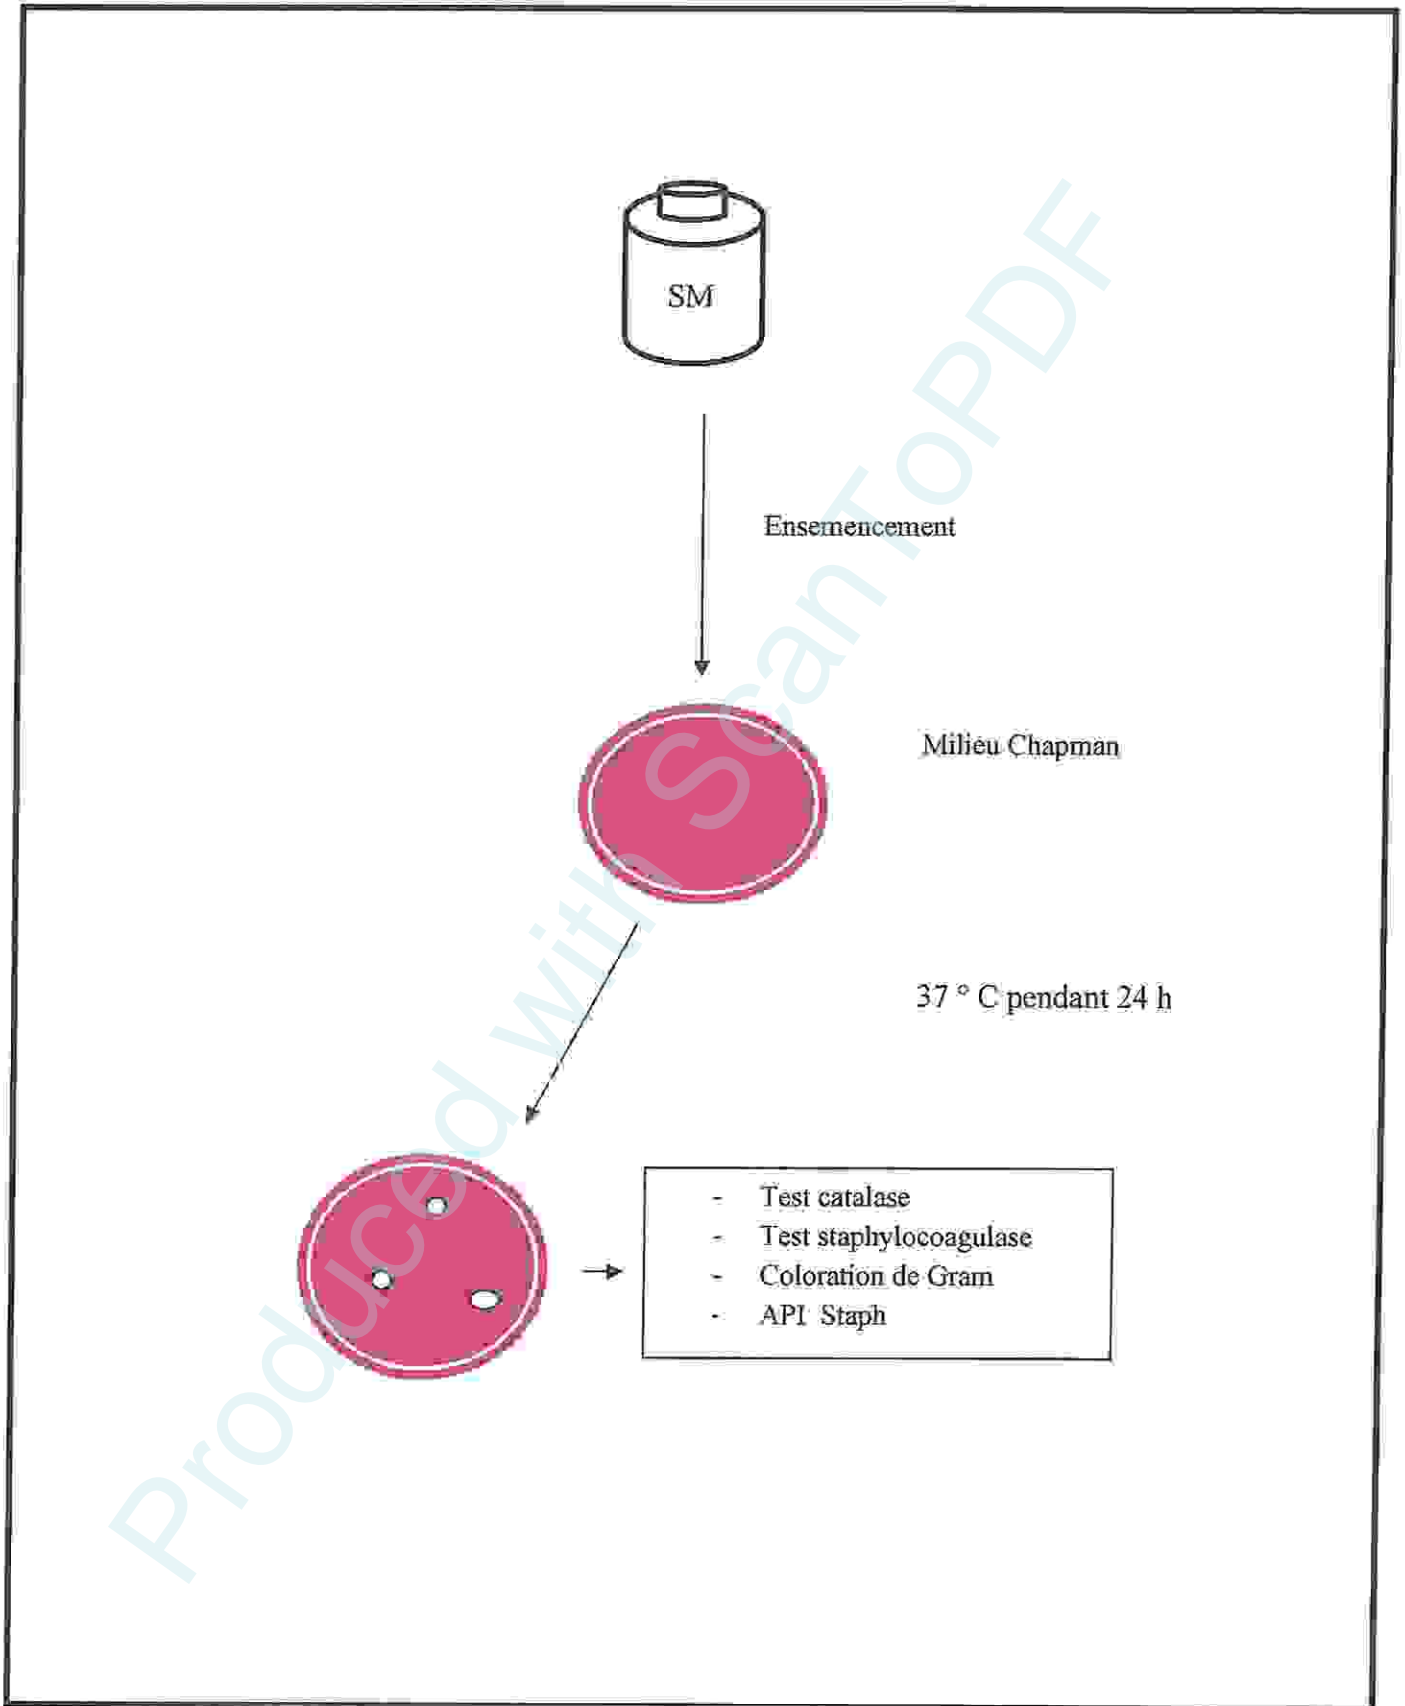 SM
Ensemencement
Milieu Chapman
37 ° C pendant 24 h
- Test catalase
- Test staphylocoagulase
- Coloration de Gram
- API Staph
Produced with ScanToPDF